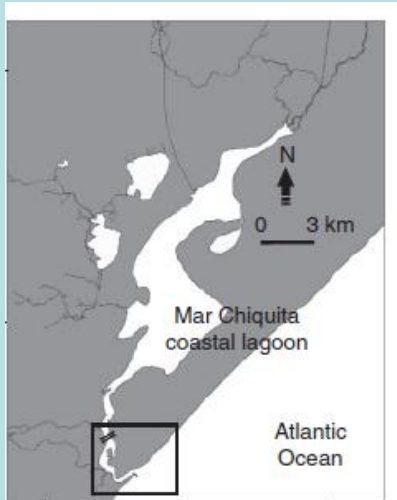 N
0 3 km
Mar Chiquita
coastal lagoon
Atlantic
Ocean